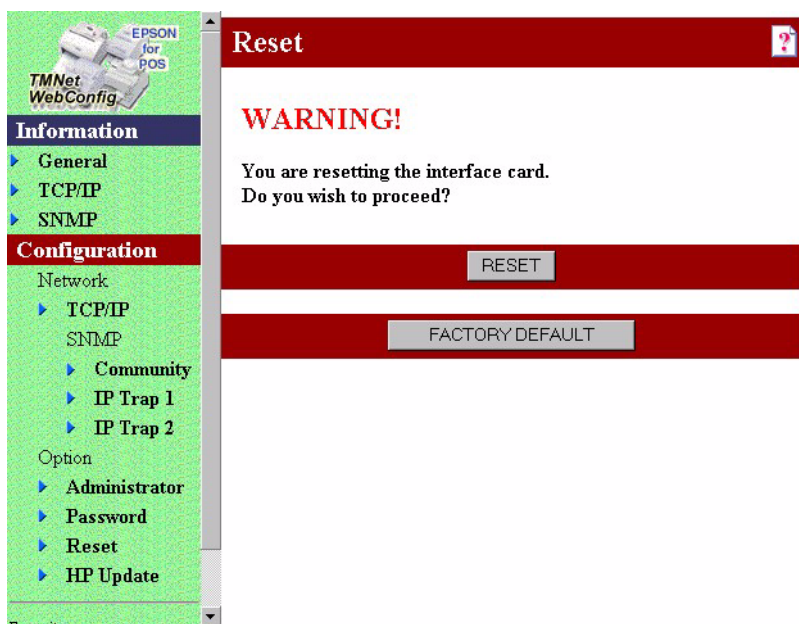 EPSON
for
POS
TMNet
WebConfig
Information
General
TCP/IP
SNMP
Configuration
Network
TCP/IP
SNMP
Community
IP Trap 1
IP Trap 2
Option
Administrator
Password
Reset
HP Update
Reset
?
WARNING!
You are resetting the interface card.
Do you wish to proceed?
RESET
FACTORY DEFAULT